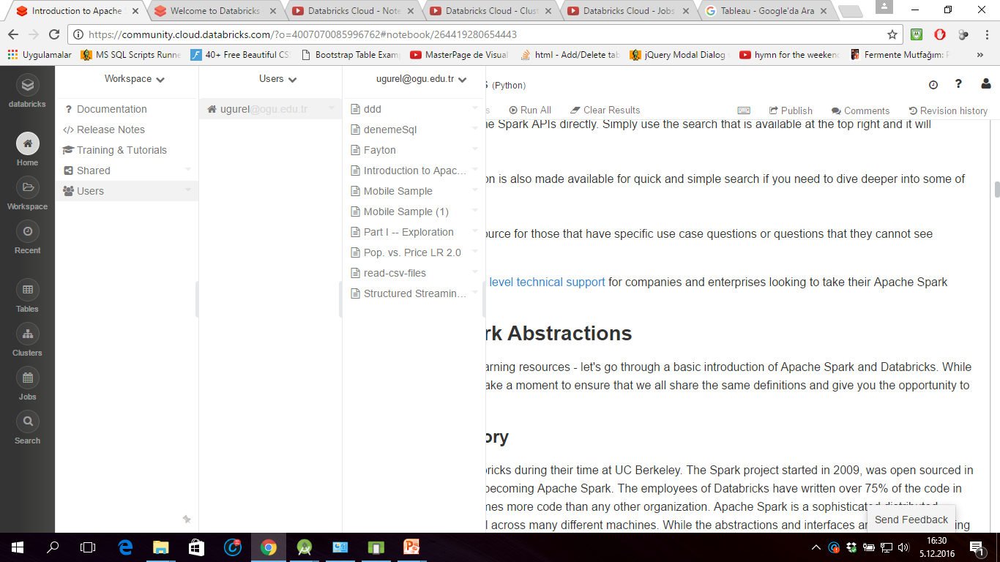 Introduction to Apache S
Welcome to Databricks
Databricks Cloud - Note
Databricks Cloud - Clust
Databricks Cloud - Jobs
Tableau - Google'da Ara
https://community.cloud.databricks.com/?o=4007070085996762#notebook/264419280654443
Uygulamalar
MS SQL Scripts Runne
40+ Free Beautiful CS
Bootstrap Table Exam
MasterPage de Visual
html - Add/Delete tab
jQuery Modal Dialog
hymn for the weekend
Fermente Mutfağım:
»
databricks
Home
Workspace
Recent
Tables
Clusters
Jobs
Search
Workspace
Documentation
Release Notes
Training & Tutorials
Shared
Users
Users
ugurel@ogu.edu.tr
ugurel@ogu.edu.tr
ddd
denemeSql
Fayton
Introduction to Apac...
Mobile Sample
Mobile Sample (1)
Part I -- Exploration
Pop. vs. Price LR 2.0
read-csv-files
Structured Streamin...
(Python)
Run All
Clear Results
Publish
Comments
Revision history
e Spark APIs directly. Simply use the search that is available at the top right and it will
on is also made available for quick and simple search if you need to dive deeper into some of
ource for those that have specific use case questions or questions that they cannot see
level technical support for companies and enterprises looking to take their Apache Spark
rk Abstractions
arning resources - let's go through a basic introduction of Apache Spark and Databricks. While
ake a moment to ensure that we all share the same definitions and give you the opportunity to
ory
bricks during their time at UC Berkeley. The Spark project started in 2009, was open sourced in
becoming Apache Spark. The employees of Databricks have written over 75% of the code in
mes more code than any other organization. Apache Spark is a sophisticated distributed
l across many different machines. While the abstractions and interfaces
Send Feedback
16:30
5.12.2016
1